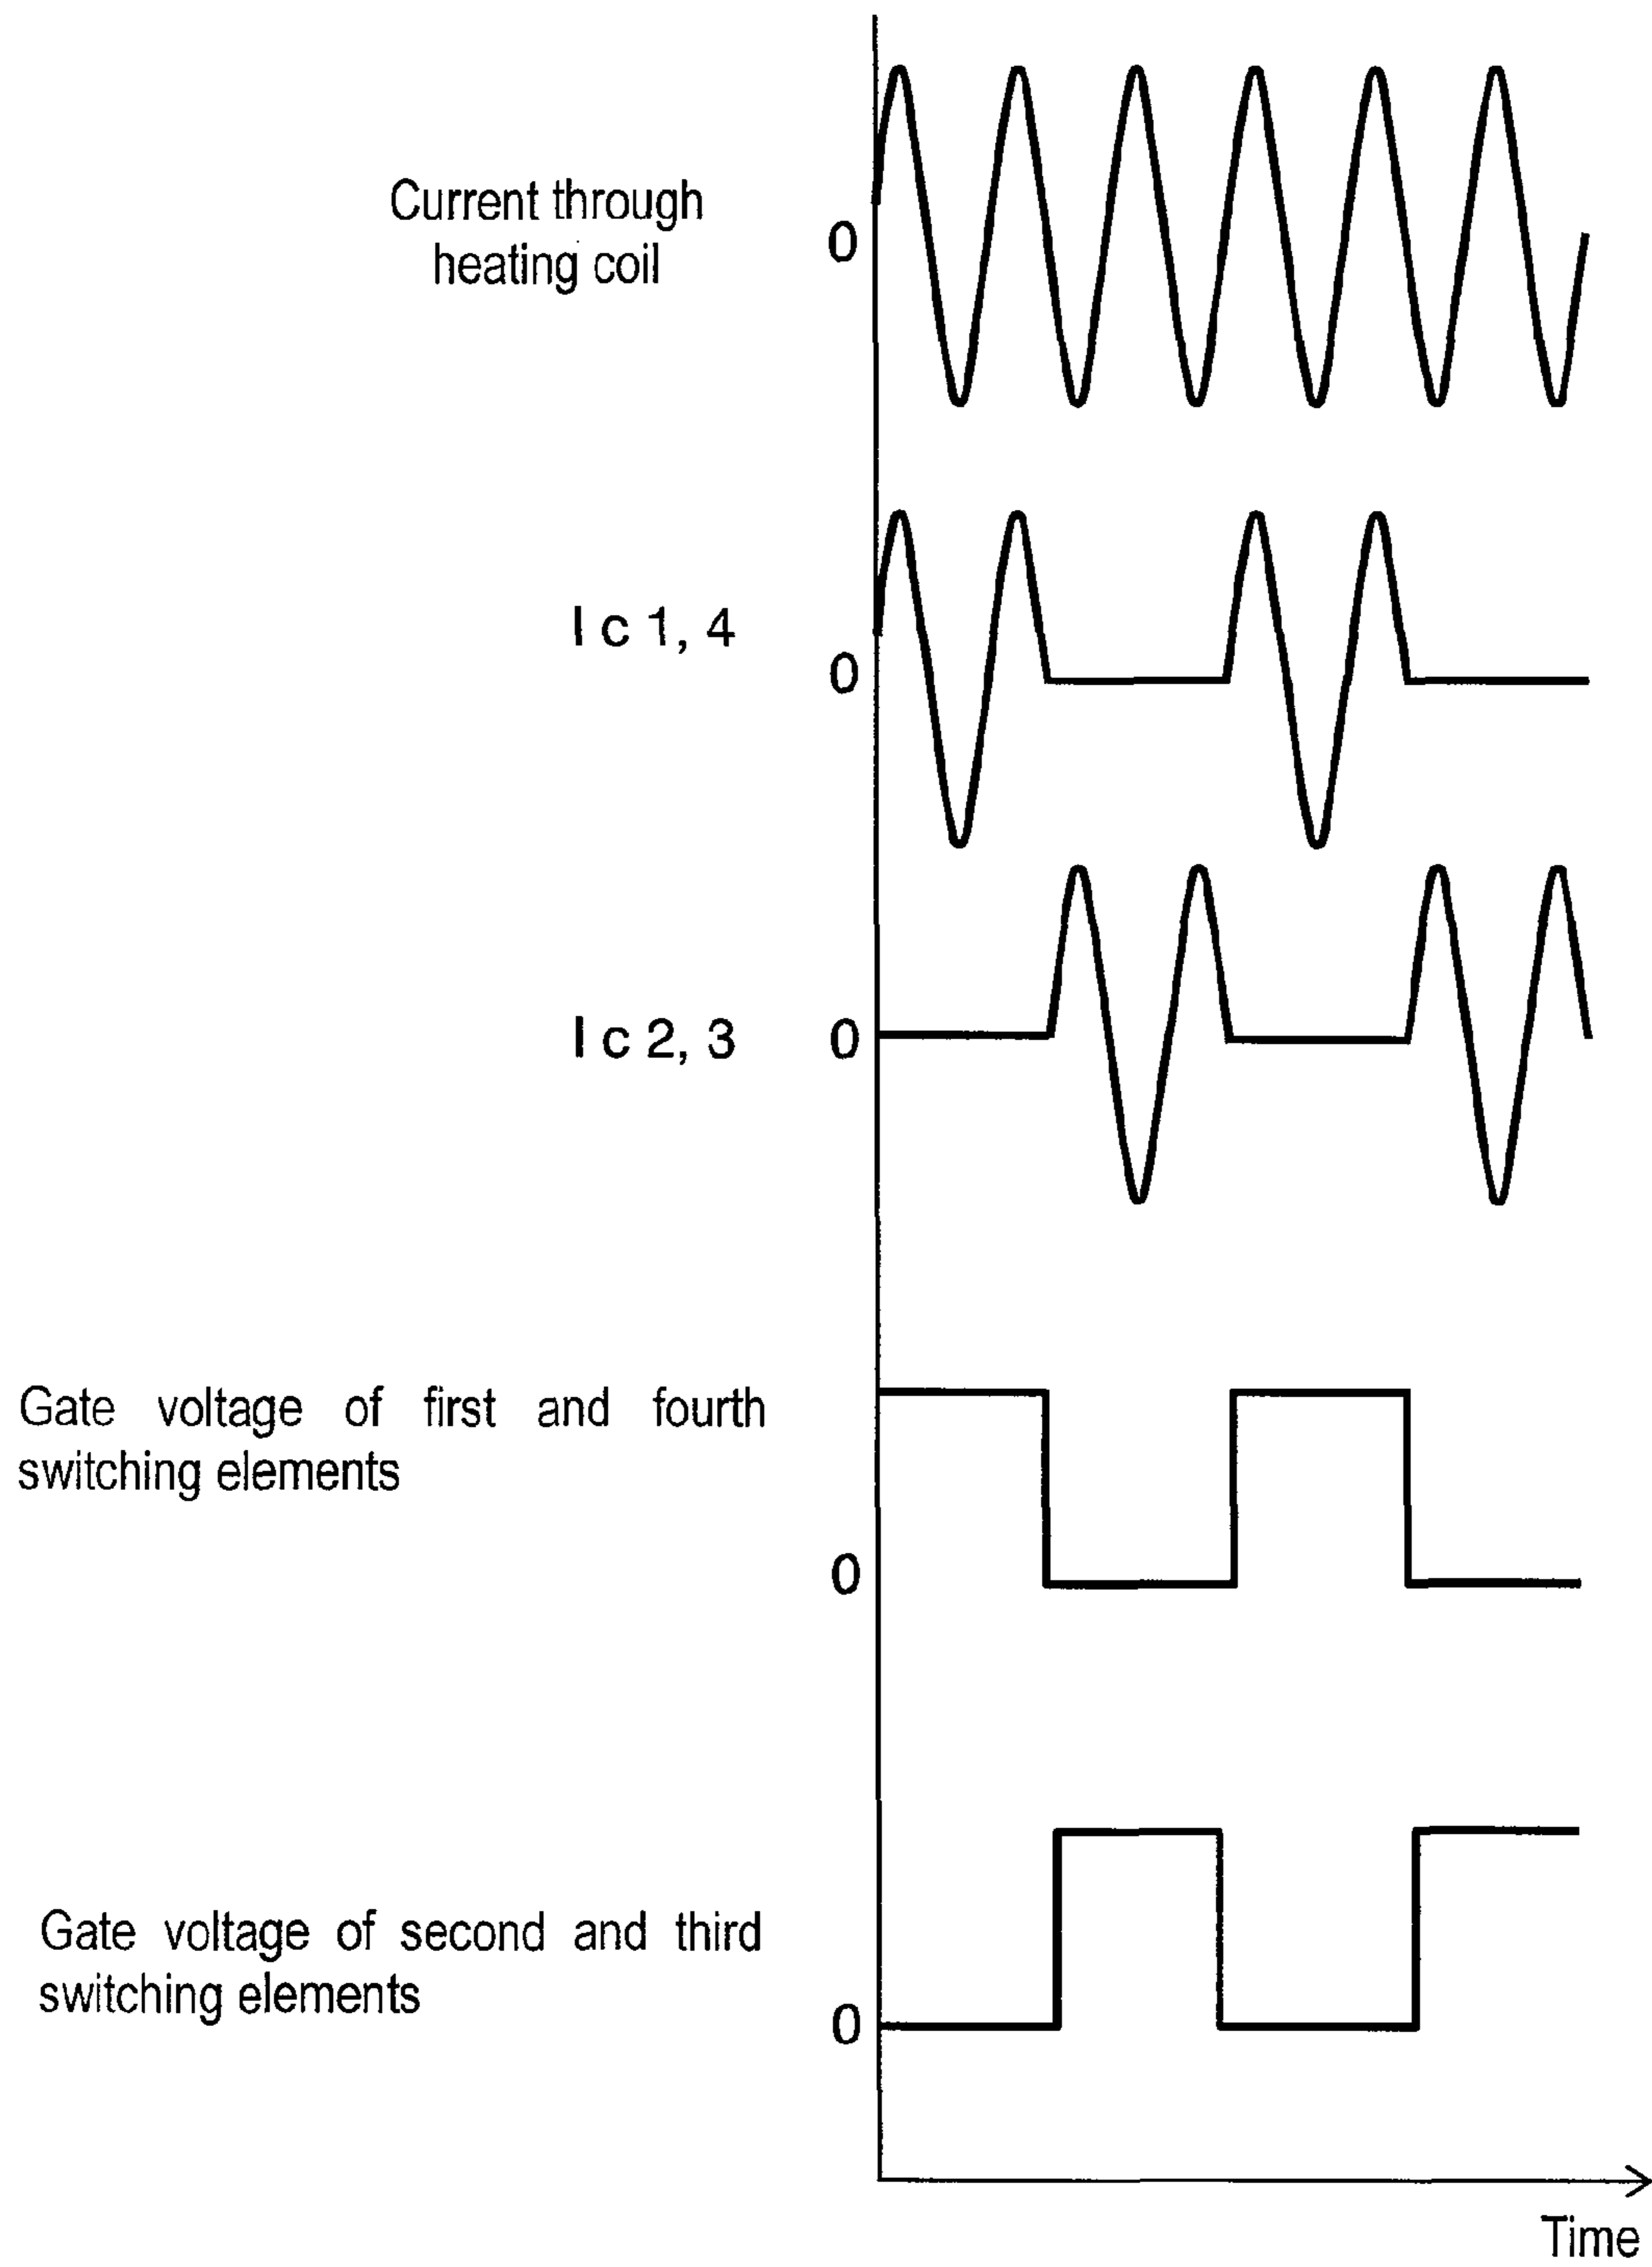 Current through
heating coil
0
I c 1, 4
0
I c 2, 3
0
Gate voltage of first and fourth
switching elements
0
Gate voltage of second and third
switching elements
0
Time